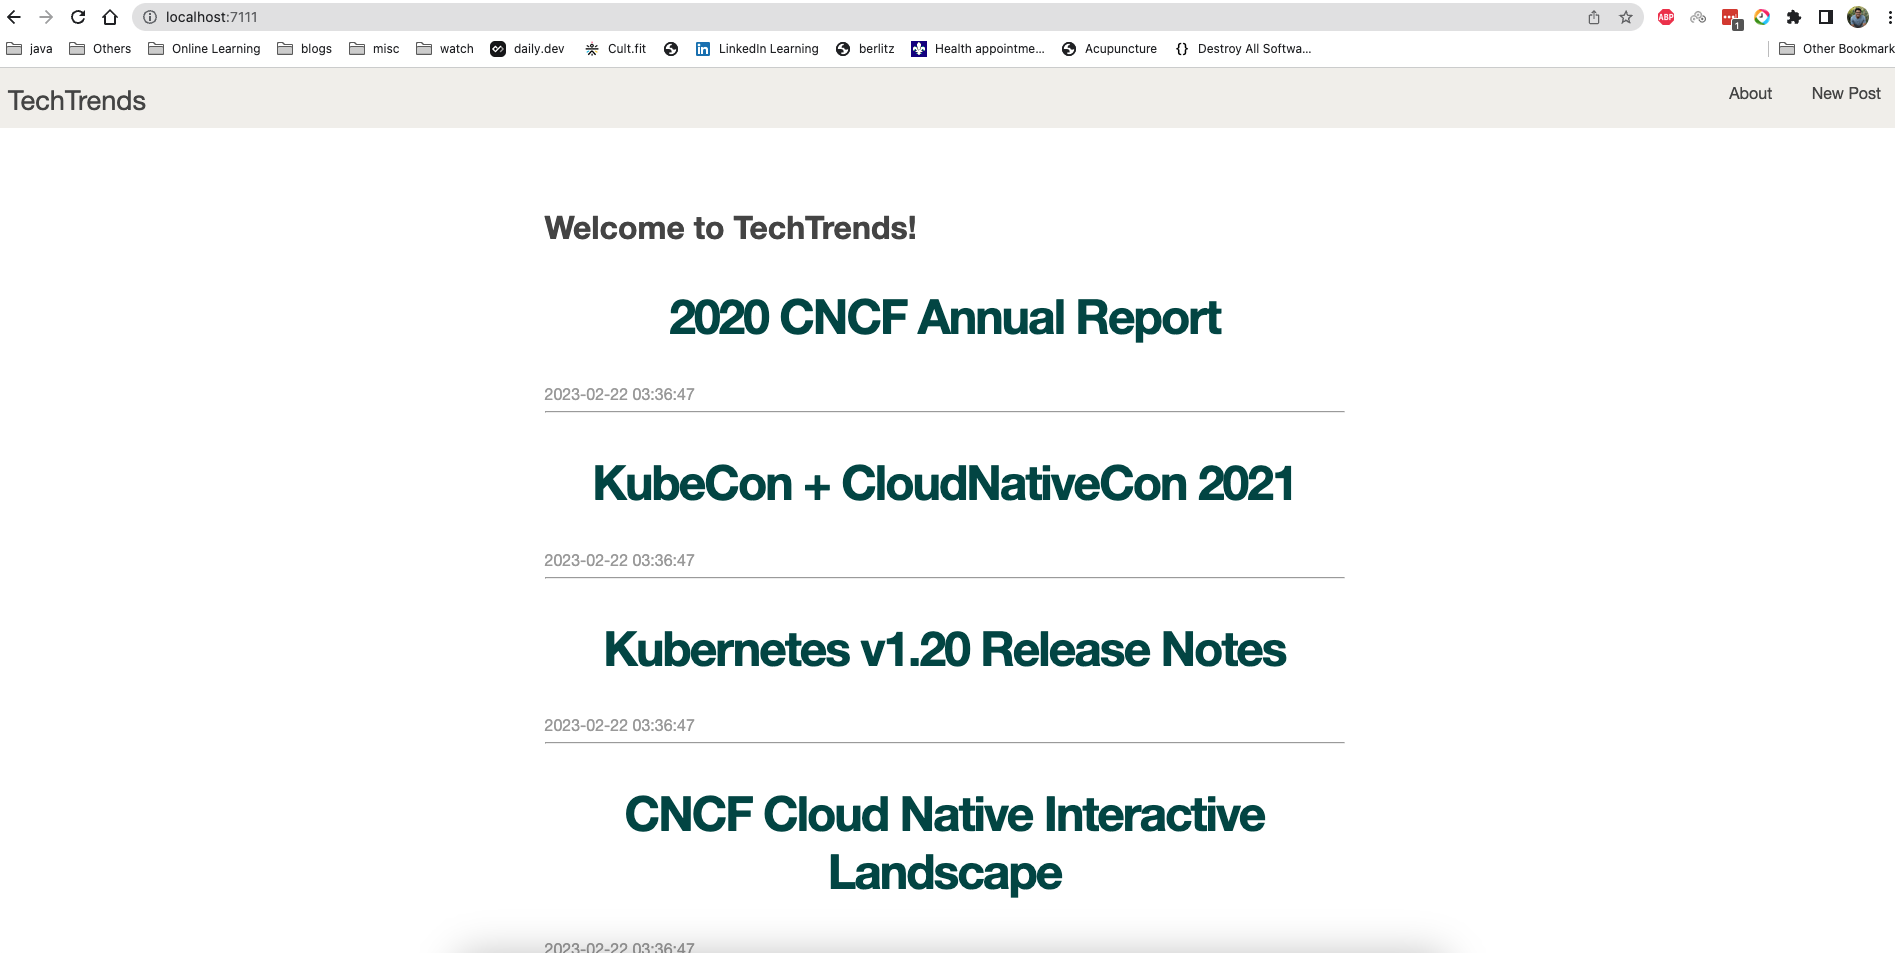 localhost:7111
ABP
1
java Others Online Learning blogs misc watch daily.dev Cult.fit LinkedIn Learning berlitz Health appointme... Acupuncture {} Destroy All Softwa... Other Bookmark
TechTrends About New Post
Welcome to TechTrends!
2020 CNCF Annual Report
2023-02-22 03:36:47
KubeCon + CloudNativeCon 2021
2023-02-22 03:36:47
Kubernetes v1.20 Release Notes
2023-02-22 03:36:47
CNCF Cloud Native Interactive
Landscape
2023-02-22 03:36:47